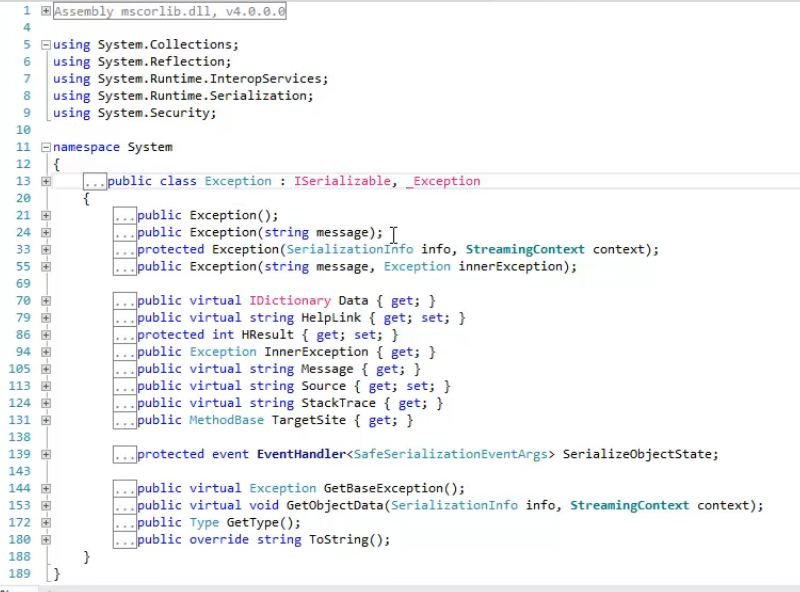 1 Assembly mscorlib.dll, v4.0.0.0
4
5 using System.Collections;
6 using System.Reflection;
7 using System.Runtime.InteropServices;
8 using System.Runtime.Serialization;
9 using System.Security;
10
11 namespace System
12 {
13 ...public class Exception : ISerializable, _Exception
20 {
21 ...public Exception();
24 ...public Exception(string message);
33 ...protected Exception(SerializationInfo info, StreamingContext context);
55 ...public Exception(string message, Exception innerException);
69
70 ...public virtual IDictionary Data { get; }
79 ...public virtual string HelpLink { get; set; }
86 ...protected int HResult { get; set; }
94 ...public Exception InnerException { get; }
105 ...public virtual string Message { get; }
113 ...public virtual string Source { get; set; }
124 ...public virtual string StackTrace { get; }
131 ...public MethodBase TargetSite { get; }
138
139 ...protected event EventHandler<SafeSerializationEventArgs> SerializeObjectState;
143
144 ...public virtual Exception GetBaseException();
153 ...public virtual void GetObjectData(SerializationInfo info, StreamingContext context);
172 ...public Type GetType();
180 ...public override string ToString();
188 }
189 }